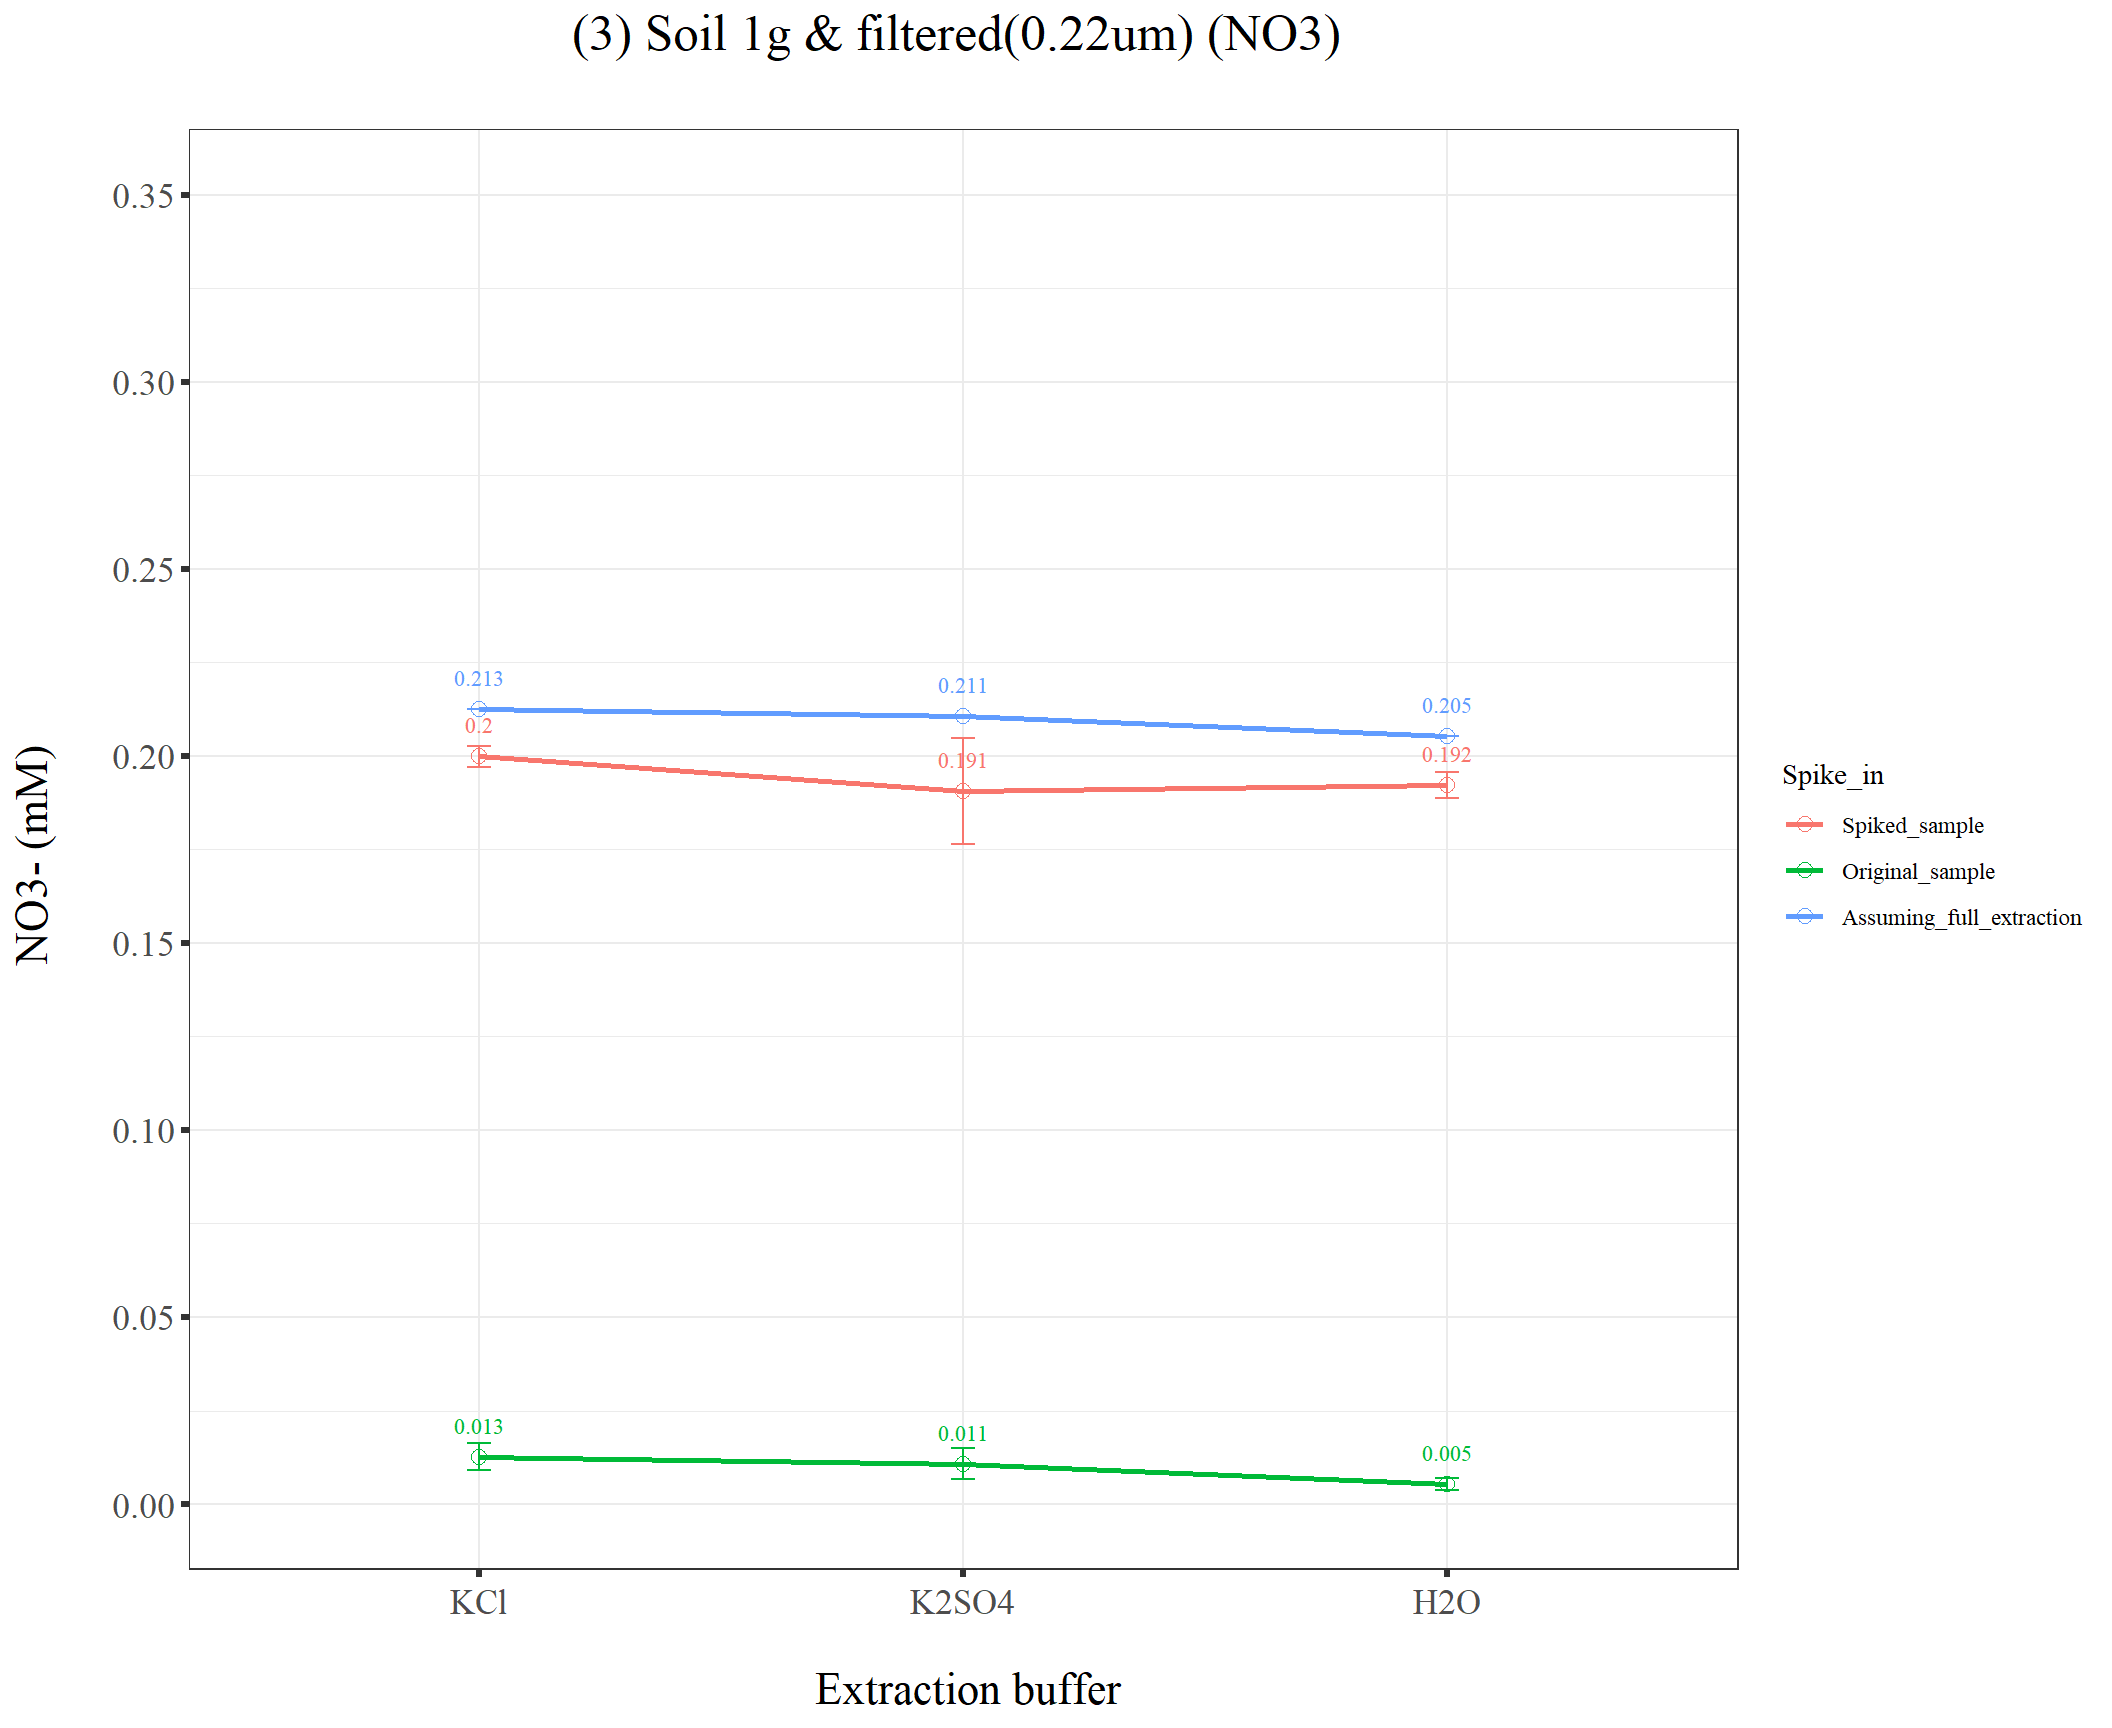 (3) Soil 1g & filtered(0.22um) (NO3)
NO3- (mM)
0.35
0.30
0.25
0.20
0.15
0.10
0.05
0.00
0.213
0.211
0.205
0.2
0.191
0.192
0.013
0.011
0.005
KCl
K2SO4
H2O
Extraction buffer
Spike_in
Spiked_sample
Original_sample
Assuming_full_extraction